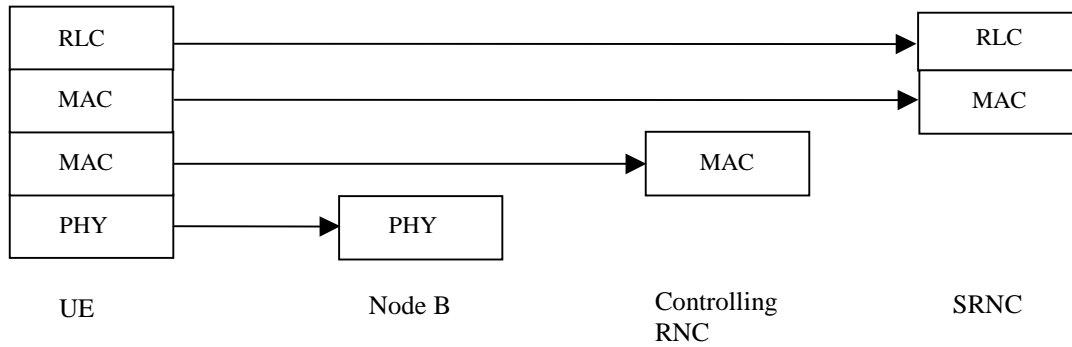 RLC
RLC
MAC
MAC
MAC
MAC
PHY
PHY
UE
Node B
Controlling
RNC
SRNC